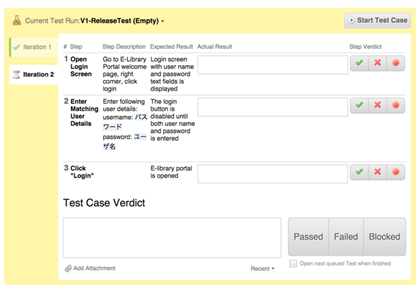 Current Test Run: V1-ReleaseTest (Empty)
Start Test Case
Iteration 1
Iteration 2
# Step Step Description Expected Result Actual Result Step Verdict
1 Open Login Screen
Go to E-Library
Portal welcome
page, right
corner, click
login
Login screen
with user name
and password
text fields is
displayed
2 Enter Matching User Details
Enter following
user details:
username: パス
ワード
password: ユー
ザ名
The login
button is
disabled until
both user name
and password
is entered
3 Click "Login"
E-library portal
is opened
Test Case Verdict
Passed Failed Blocked
Add Attachment
Recent
Open next queued Test when finished